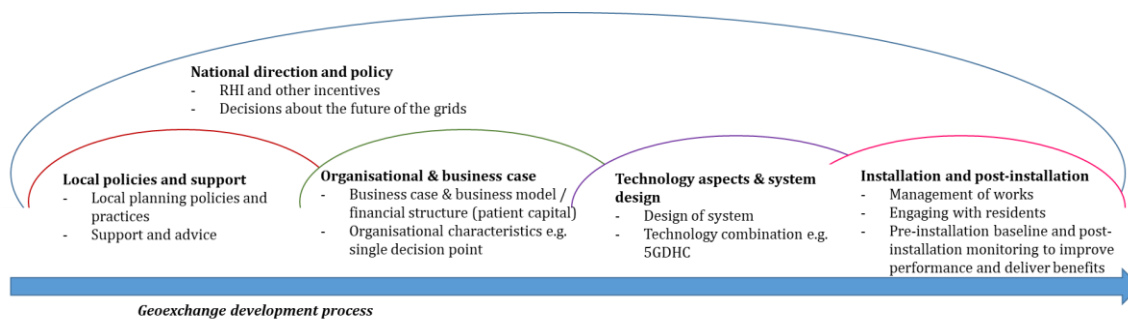 National direction and policy
- RHI and other incentives
- Decisions about the future of the grids
Local policies and support
- Local planning policies and
practices
- Support and advice
Organisational & business case
- Business case & business model /
financial structure (patient capital)
- Organisational characteristics e.g.
single decision point
Technology aspects & system
design
- Design of system
- Technology combination e.g.
5GDHC
Installation and post-installation
- Management of works
- Engaging with residents
- Pre-installation baseline and post-
installation monitoring to improve
performance and deliver benefits
Geoexchange development process